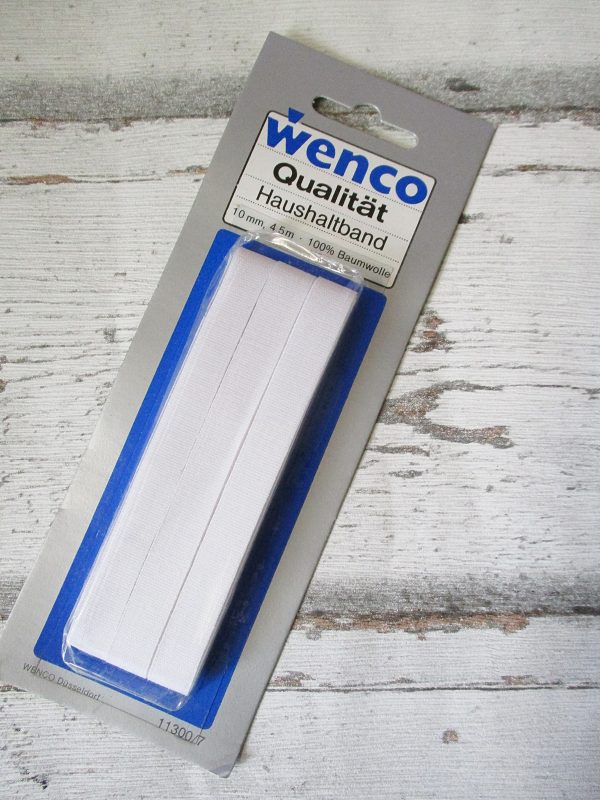 Wenco
Qualität
Haushaltband
10 mm, 4,5 m · 100% Baumwolle
WENCO Düsseldorf
11300/7